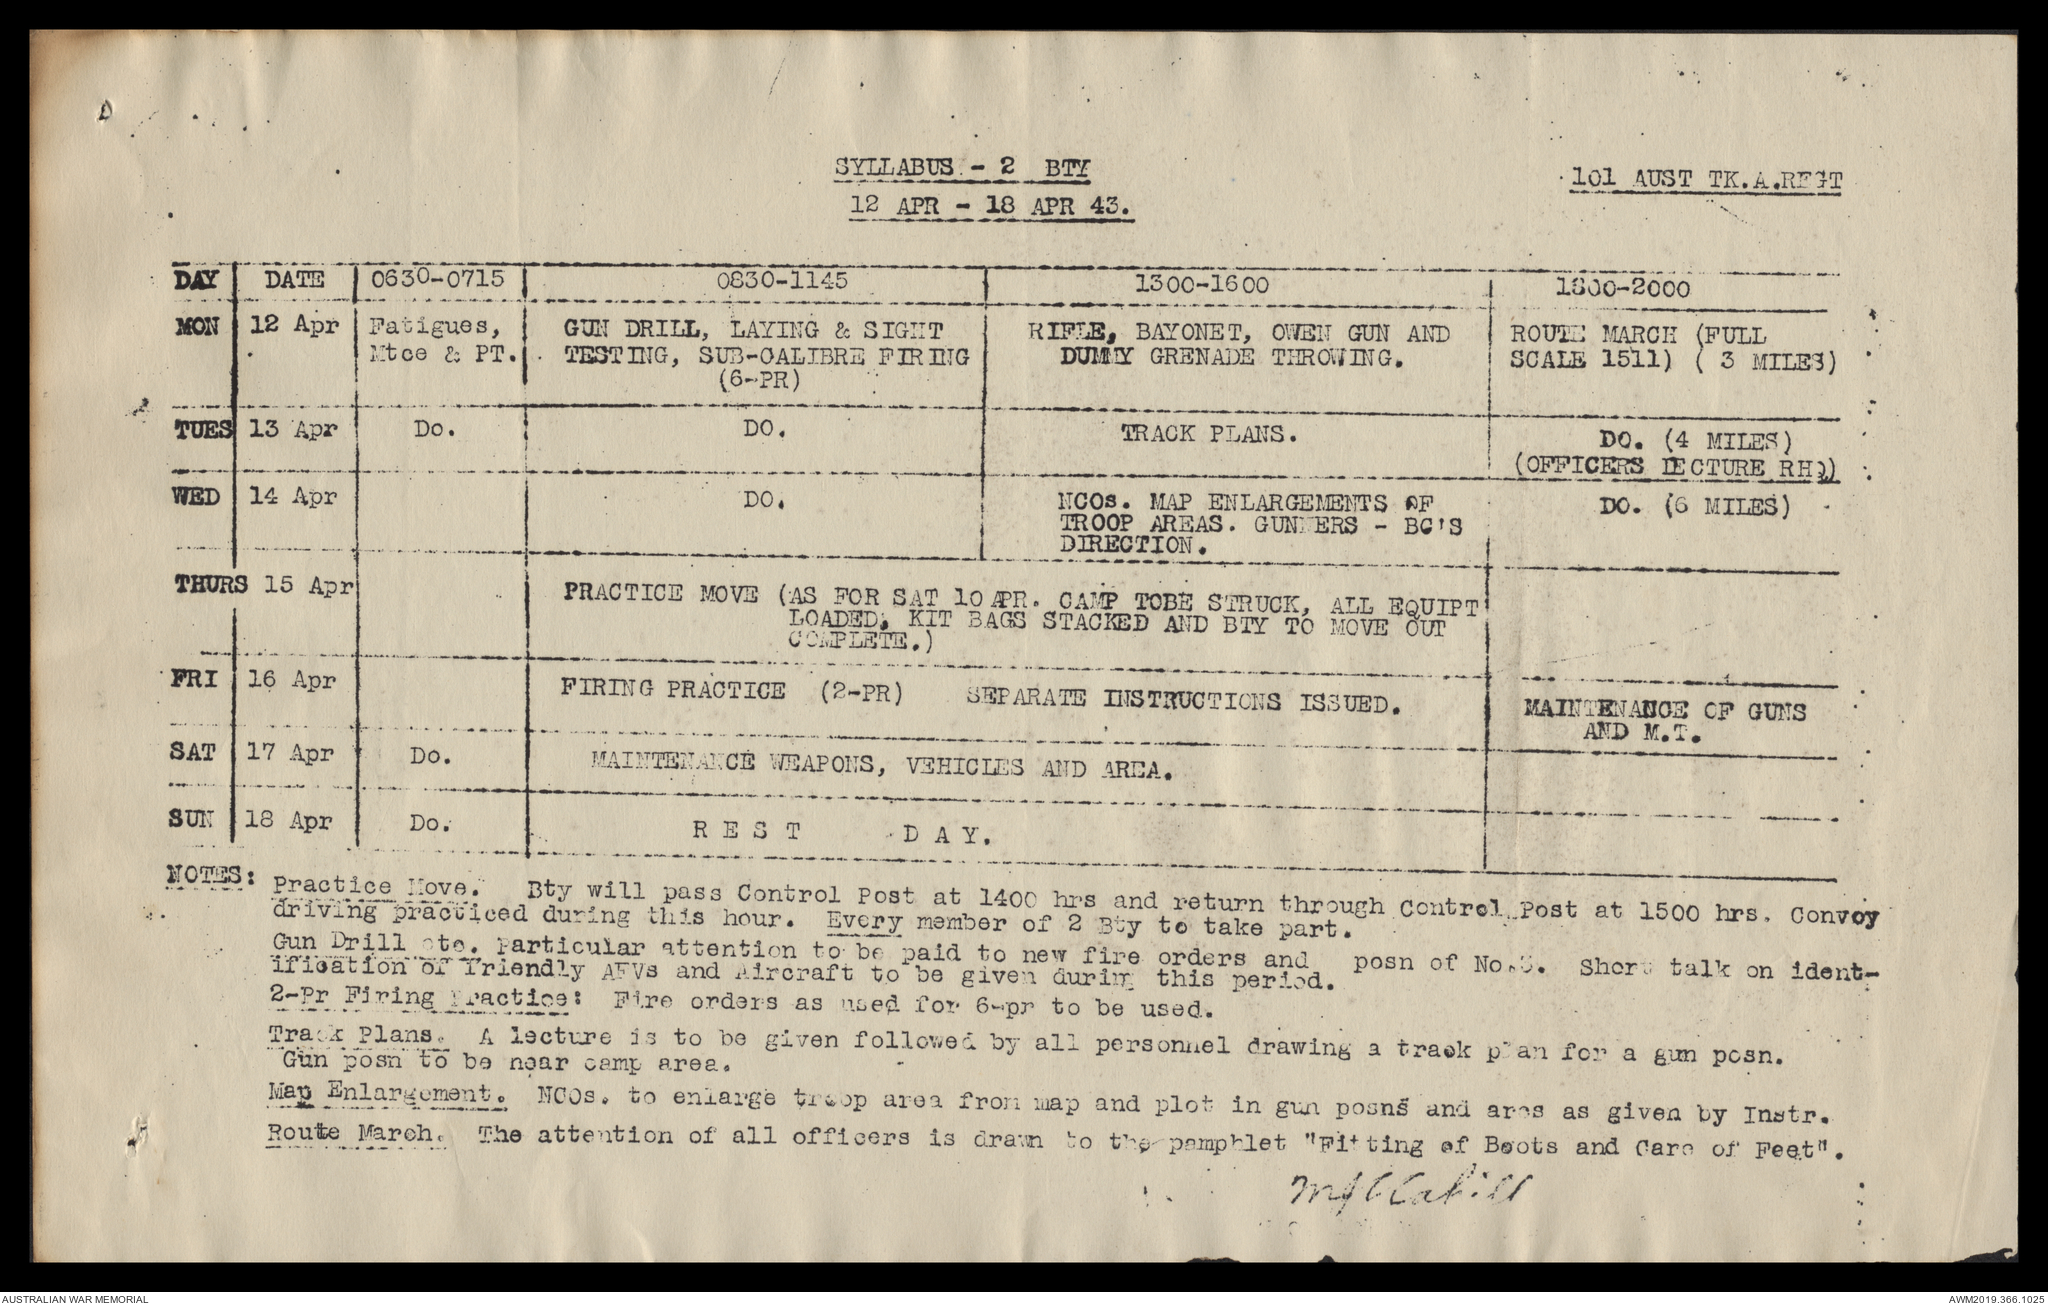 SYLLABUS - 2 BTY
12 APR - 18 APR 43.
101 AUST TK.A.REGT
DAY DATE 0630-0715 0830-1145 1300-1600 1800-2000
MON 12 Apr Fatigues, GUN DRILL, LAYING & SIGHT RIFLE, BAYONET, OWEN GUN AND ROUTE MARCH (FULL
Mtce & PT. TESTING, SUB-CALIBRE FIRING DUMMY GRENADE THROWING. SCALE 1511) ( 3 MILES)
(6-PR)
TUES 13 Apr Do. DO. TRACK PLANS. DO. (4 MILES)
(OFFICERS LECTURE RHQ)
WED 14 Apr DO. NCOs. MAP ENLARGEMENTS OF DO. (6 MILES)
TROOP AREAS. GUNNERS - BC'S
DIRECTION.
THURS 15 Apr PRACTICE MOVE (AS FOR SAT 10 APR. CAMP TOBE STRUCK, ALL EQUIPT
LOADED, KIT BAGS STACKED AND BTY TO MOVE OUT
COMPLETE.)
FRI 16 Apr FIRING PRACTICE (2-PR) SEPARATE INSTRUCTIONS ISSUED. MAINTENANCE OF GUNS
AND M.T.
SAT 17 Apr Do. MAINTENANCE WEAPONS, VEHICLES AND AREA.
SUN 18 Apr Do. R E S T D A Y.
NOTES: Practice Move. Bty will pass Control Post at 1400 hrs and return through Control Post at 1500 hrs. Convoy
driving practiced during this hour. Every member of 2 Bty to take part.
Gun Drill etc. Particular attention to be paid to new fire orders and posn of No.3. Short talk on ident-
ification of friendly AFVs and Aircraft to be given during this period.
2-Pr Firing Practice: Fire orders as used for 6-pr to be used.
Track Plans. A lecture is to be given followed by all personnel drawing a track plan for a gun posn.
Gun posn to be near camp area.
Map Enlargement. NCOs. to enlarge troop area from map and plot in gun posns and arcs as given by Instr.
Route March. The attention of all officers is drawn to the pamphlet "Fitting of Boots and Care of Feet".
AUSTRALIAN WAR MEMORIAL
AWM2019.366.1025